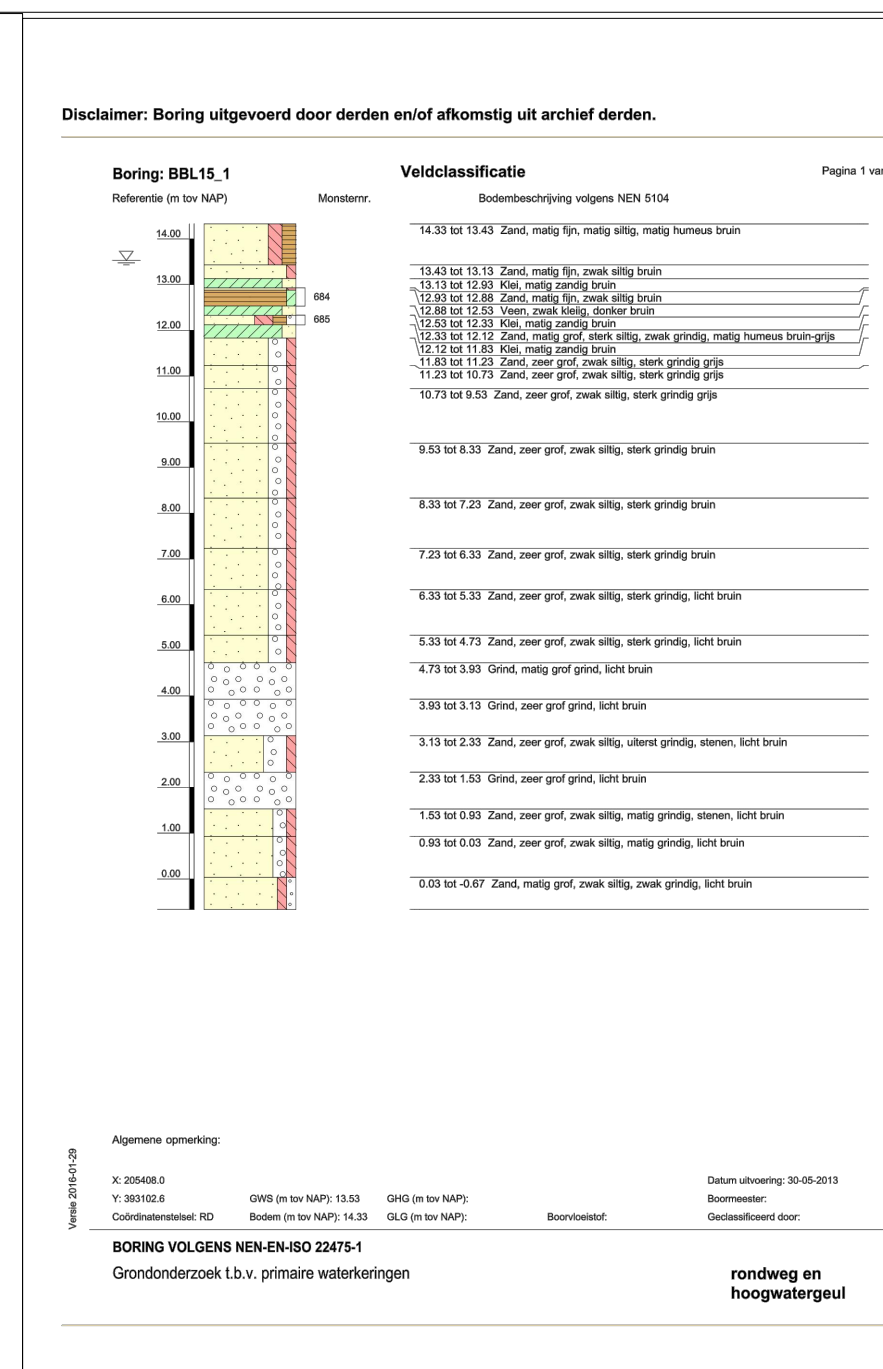 Disclaimer: Boring uitgevoerd door derden en/of afkomstig uit archief derden.
Boring: BBL15_1
Veldclassificatie
Pagina 1 van
Referentie (m tov NAP)
Monsternr.
Bodembeschrijving volgens NEN 5104
14.00
13.00
12.00
11.00
10.00
9.00
8.00
7.00
6.00
5.00
4.00
3.00
2.00
1.00
0.00
684
685
14.33 tot 13.43 Zand, matig fijn, matig siltig, matig humeus bruin
13.43 tot 13.13 Zand, matig fijn, zwak siltig bruin
13.13 tot 12.93 Klei, matig zandig bruin
12.93 tot 12.88 Zand, matig fijn, zwak siltig bruin
12.88 tot 12.53 Veen, zwak kleiig, donker bruin
12.53 tot 12.33 Klei, matig zandig bruin
12.33 tot 12.12 Zand, matig grof, sterk siltig, zwak grindig, matig humeus bruin-grijs
12.12 tot 11.83 Klei, matig zandig bruin
11.83 tot 11.23 Zand, zeer grof, zwak siltig, sterk grindig grijs
11.23 tot 10.73 Zand, zeer grof, zwak siltig, sterk grindig grijs
10.73 tot 9.53 Zand, zeer grof, zwak siltig, sterk grindig grijs
9.53 tot 8.33 Zand, zeer grof, zwak siltig, sterk grindig bruin
8.33 tot 7.23 Zand, zeer grof, zwak siltig, sterk grindig bruin
7.23 tot 6.33 Zand, zeer grof, zwak siltig, sterk grindig bruin
6.33 tot 5.33 Zand, zeer grof, zwak siltig, sterk grindig, licht bruin
5.33 tot 4.73 Zand, zeer grof, zwak siltig, sterk grindig, licht bruin
4.73 tot 3.93 Grind, matig grof grind, licht bruin
3.93 tot 3.13 Grind, zeer grof grind, licht bruin
3.13 tot 2.33 Zand, zeer grof, zwak siltig, uiterst grindig, stenen, licht bruin
2.33 tot 1.53 Grind, zeer grof grind, licht bruin
1.53 tot 0.93 Zand, zeer grof, zwak siltig, matig grindig, stenen, licht bruin
0.93 tot 0.03 Zand, zeer grof, zwak siltig, matig grindig, licht bruin
0.03 tot -0.67 Zand, matig grof, zwak siltig, zwak grindig, licht bruin
Versie 2016-01-29
Algemene opmerking:
X: 205408.0
Datum uitvoering: 30-05-2013
Y: 393102.6
GWS (m tov NAP): 13.53
GHG (m tov NAP):
Boormeester:
Coördinatenstelsel: RD
Bodem (m tov NAP): 14.33
GLG (m tov NAP):
Boorvloeistof:
Geclassificeerd door:
BORING VOLGENS NEN-EN-ISO 22475-1
Grondonderzoek t.b.v. primaire waterkeringen
rondweg en
hoogwatergeul